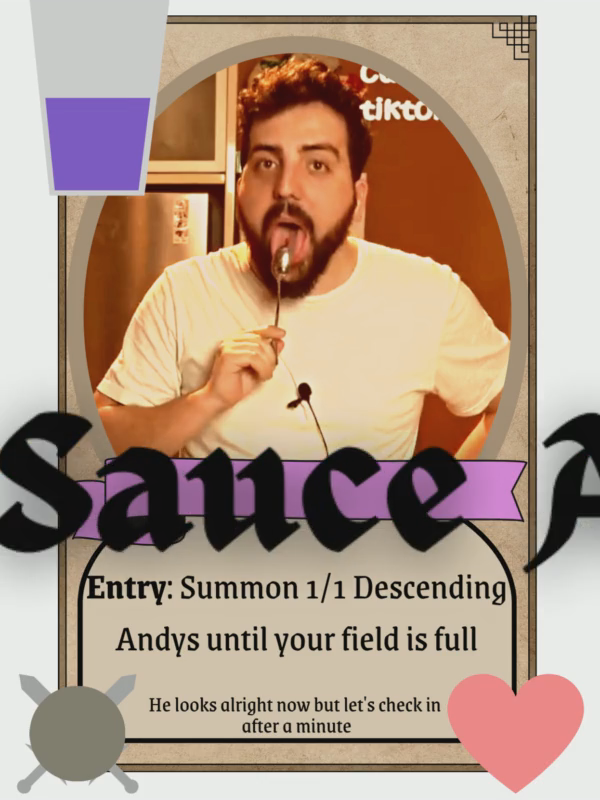 Sauce A
Entry: Summon 1/1 Descending
Andys until your field is full
He looks alright now but let's check in
after a minute